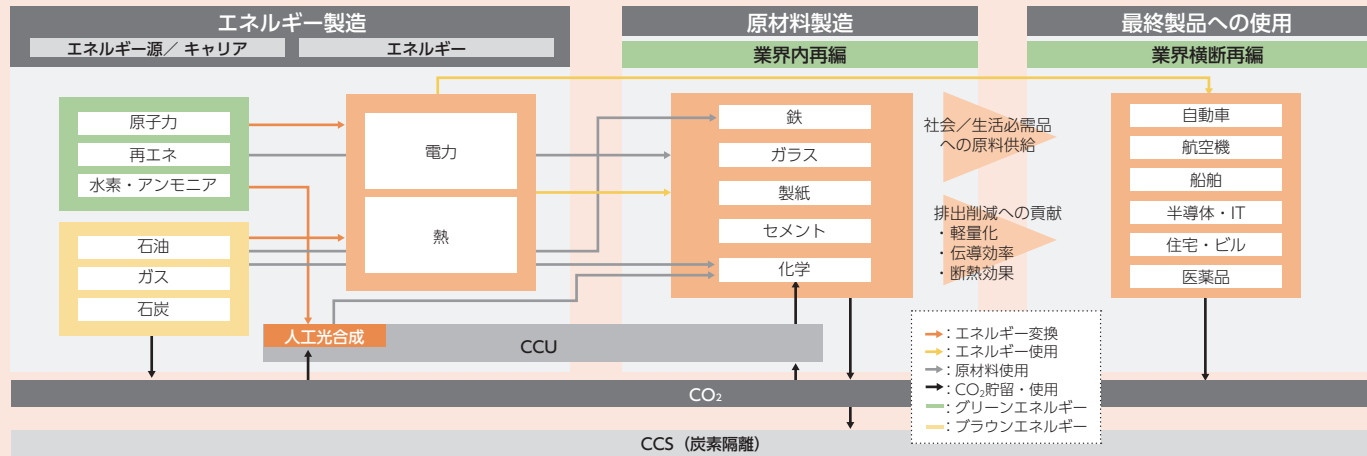 エネルギー製造
エネルギー源／キャリア
エネルギー
原材料製造
業界内再編
最終製品への使用
業界横断再編
原子力
再エネ
水素・アンモニア
石油
ガス
石炭
電力
熱
人工光合成
CCU
鉄
ガラス
製紙
セメント
化学
社会／生活必需品
への原料供給
排出削減への貢献
・軽量化
・伝導効率
・断熱効果
自動車
航空機
船舶
半導体・IT
住宅・ビル
医薬品
：エネルギー変換
：エネルギー使用
：原材料使用
：CO₂貯留・使用
：グリーンエネルギー
：ブラウンエネルギー
CO₂
CCS（炭素隔離）